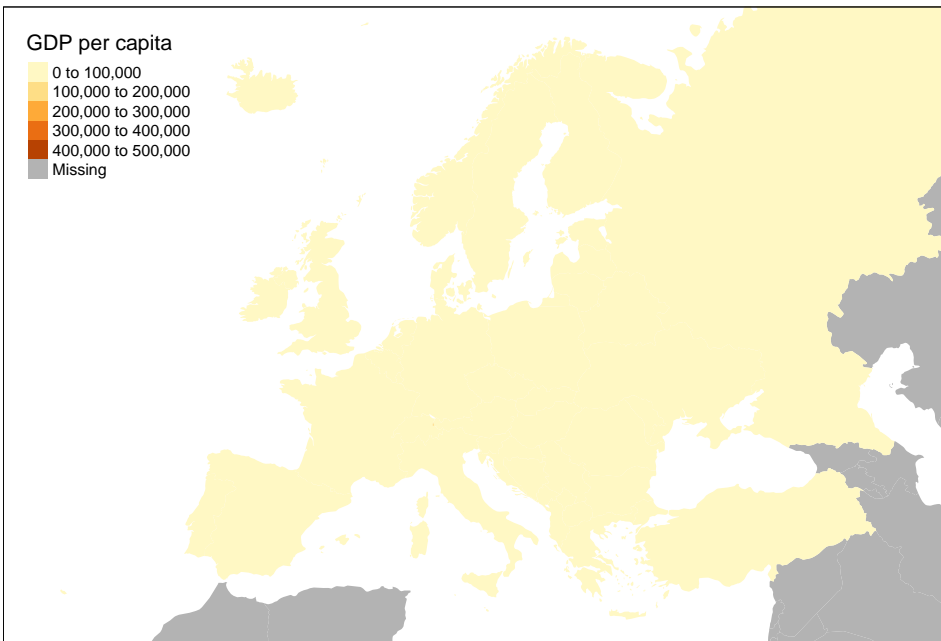 GDP per capita
0 to 100,000
100,000 to 200,000
200,000 to 300,000
300,000 to 400,000
400,000 to 500,000
Missing